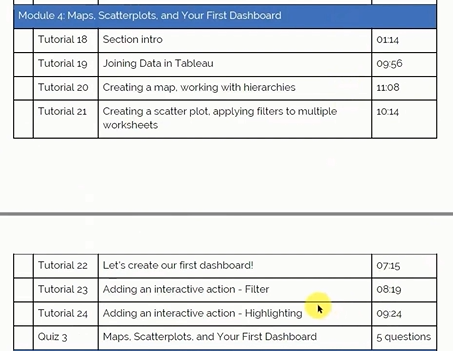 Module 4: Maps, Scatterplots, and Your First Dashboard
Tutorial 18 Section intro 01:14
Tutorial 19 Joining Data in Tableau 09:56
Tutorial 20 Creating a map, working with hierarchies 11:08
Tutorial 21 Creating a scatter plot, applying filters to multiple 10:14
worksheets
Tutorial 22 Let's create our first dashboard! 07:15
Tutorial 23 Adding an interactive action - Filter 08:19
Tutorial 24 Adding an interactive action - Highlighting 09:24
Quiz 3 Maps, Scatterplots, and Your First Dashboard 5 questions